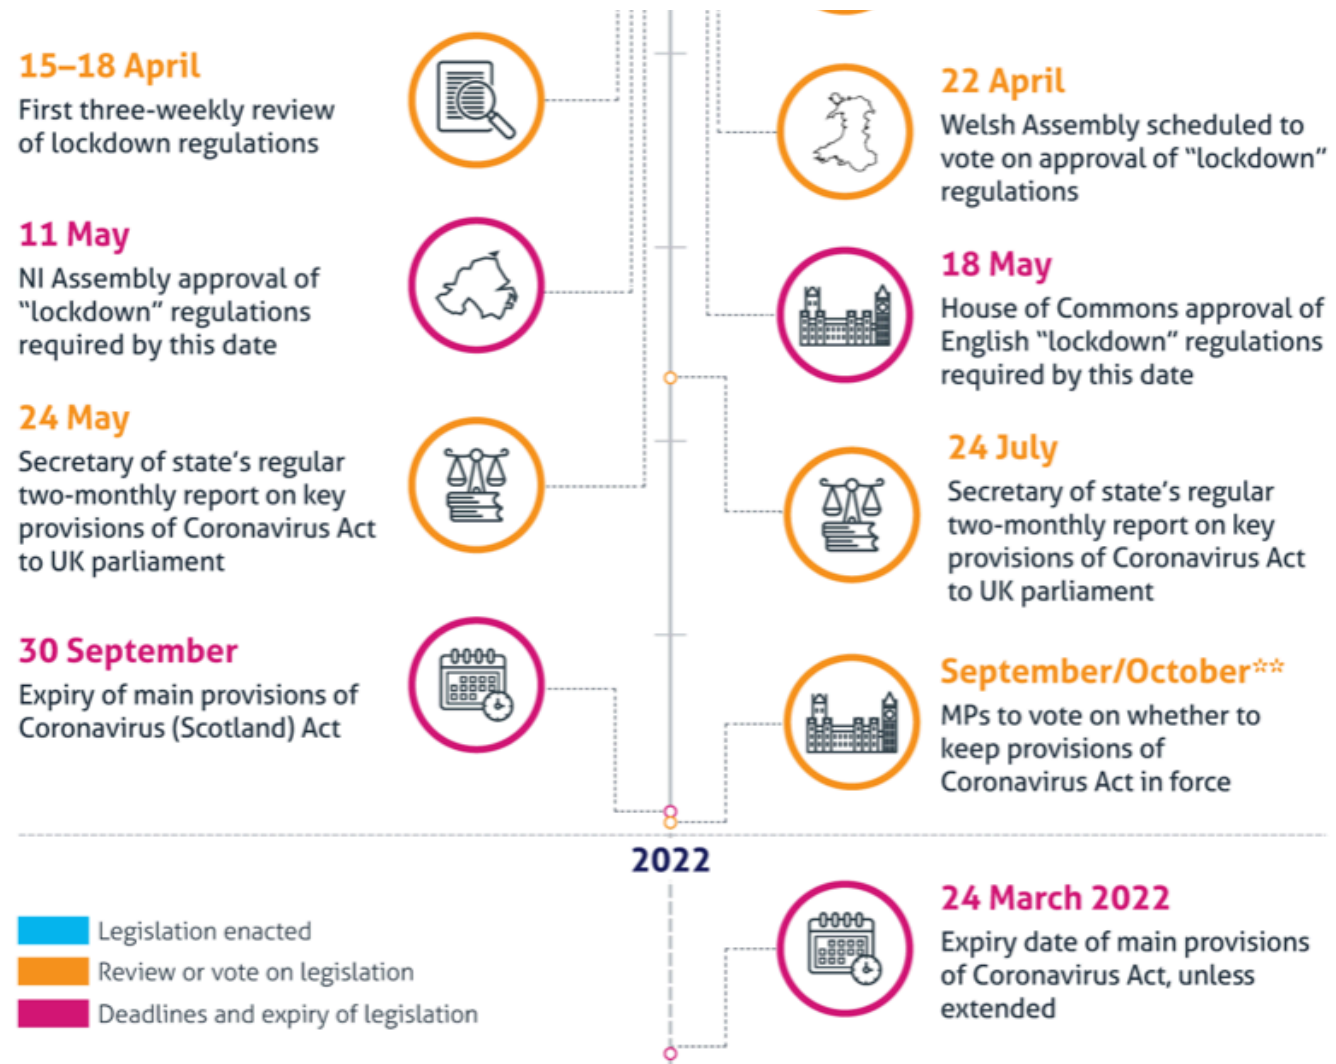 15–18 April
First three-weekly review
of lockdown regulations
22 April
Welsh Assembly scheduled to
vote on approval of “lockdown”
regulations
11 May
NI Assembly approval of
“lockdown” regulations
required by this date
18 May
House of Commons approval of
English “lockdown” regulations
required by this date
24 May
Secretary of state’s regular
two-monthly report on key
provisions of Coronavirus Act
to UK parliament
24 July
Secretary of state’s regular
two-monthly report on key
provisions of Coronavirus Act
to UK parliament
30 September
Expiry of main provisions of
Coronavirus (Scotland) Act
September/October**
MPs to vote on whether to
keep provisions of
Coronavirus Act in force
2022
24 March 2022
Expiry date of main provisions
of Coronavirus Act, unless
extended
Legislation enacted
Review or vote on legislation
Deadlines and expiry of legislation